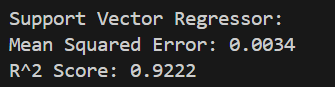 Support Vector Regressor:
Mean Squared Error: 0.0034
R^2 Score: 0.9222